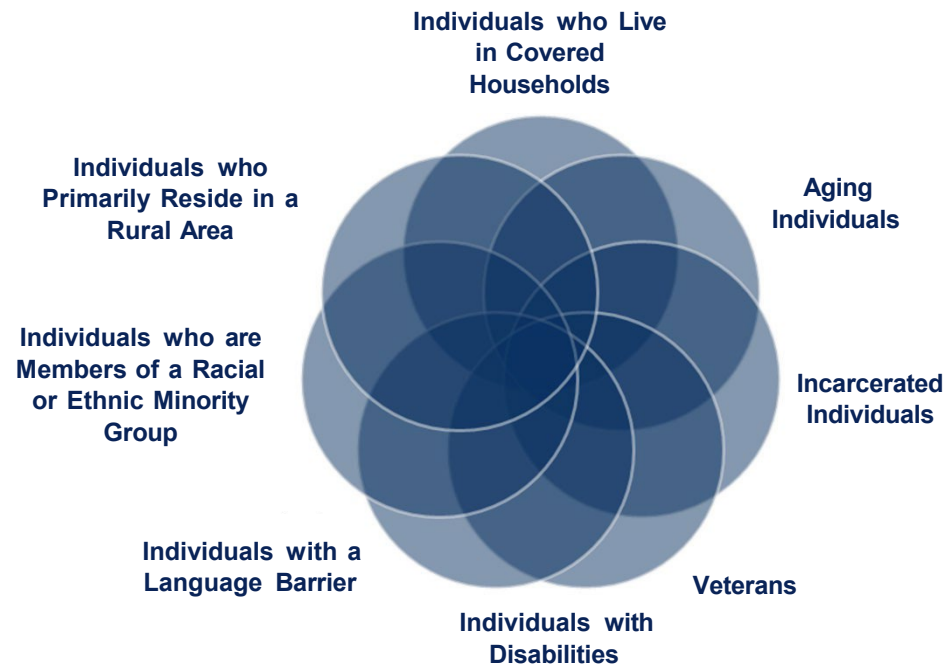 Individuals who Live
in Covered
Households
Aging
Individuals
Incarcerated
Individuals
Veterans
Individuals with
Disabilities
Individuals with a
Language Barrier
Individuals who are
Members of a Racial
or Ethnic Minority
Group
Individuals who
Primarily Reside in a
Rural Area